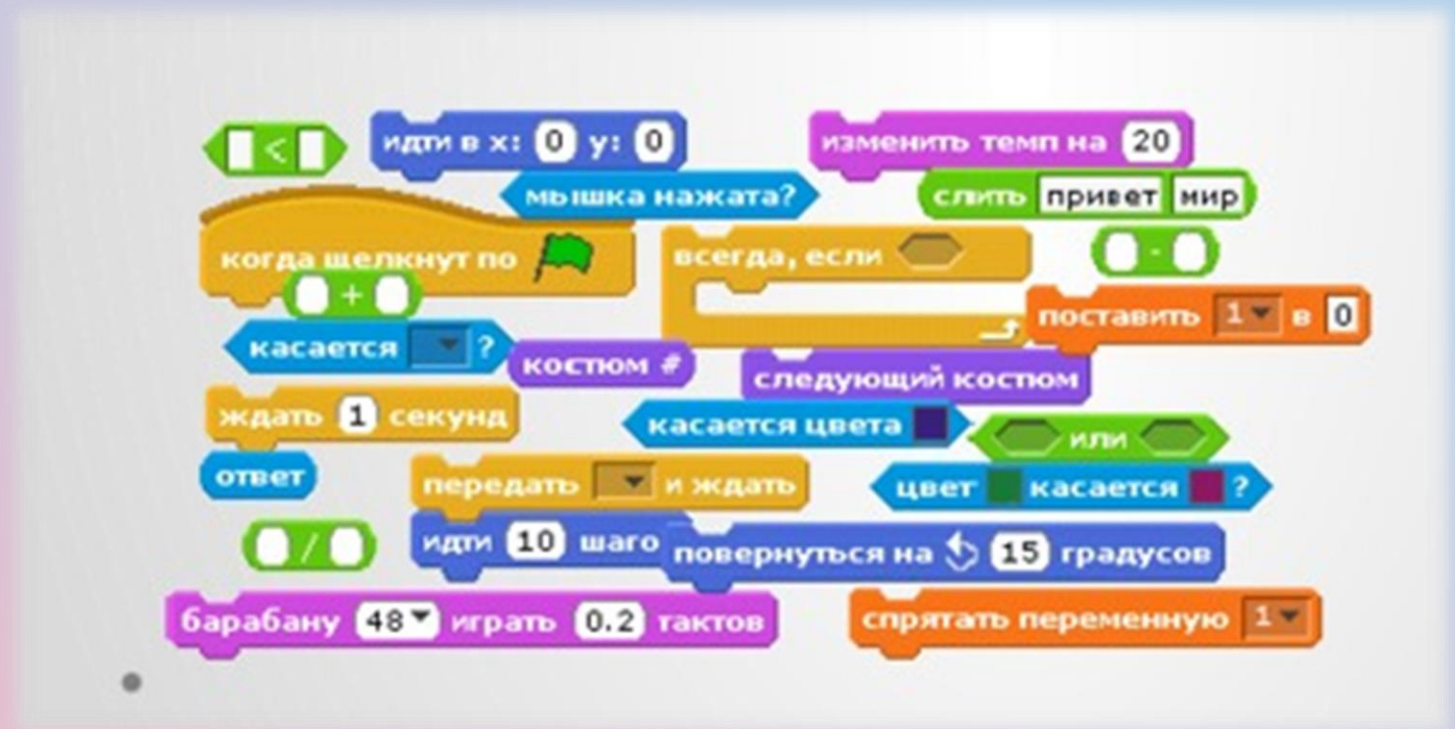 <
идти в x: 0 y: 0
изменить темп на 20
мышка нажата?
слить привет мир
когда щелкнут по
всегда, если
-
+
поставить 1 в 0
касается ?
костюм #
следующий костюм
ждать 1 секунд
касается цвета
или
ответ
передать и ждать
цвет касается ?
/
идти 10 шаго
повернуться на 15 градусов
барабану 48 играть 0.2 тактов
спрятать переменную 1